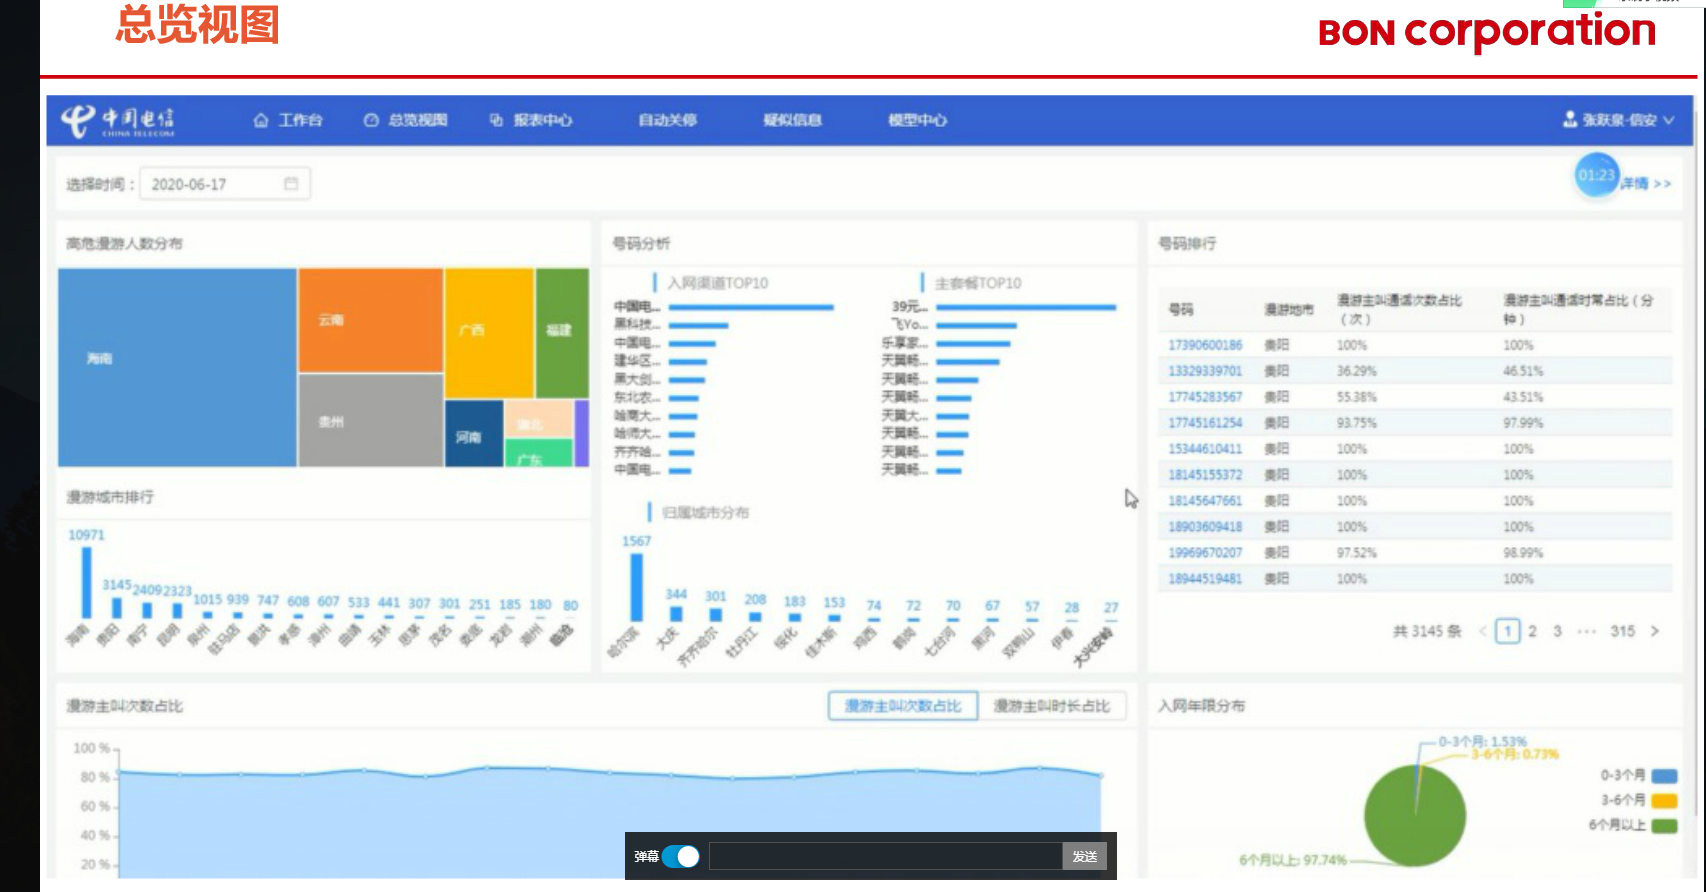 总览视图
BON corporation
中国电信
CHINA TELECOM
工作台
总览视图
报表中心
自动关停
疑似信息
模型中心
张跃泉-信安
选择时间：
2020-06-17
01:23
详情 >>
高危漫游人数分布
海南
云南
贵州
广西
福建
河南
湖北
广东
号码分析
入网渠道TOP10
中国电...
黑科技...
中国电...
建华区...
黑大剑...
东北农...
哈商大...
哈师大...
齐齐哈...
中国电...
主套餐TOP10
39元...
飞Yo...
乐享家...
天翼畅...
天翼畅...
天翼畅...
天翼大...
天翼畅...
天翼畅...
天翼畅...
号码排行
号码 漫游地市 漫游主叫通话次数占比（次） 漫游主叫通话时常占比（分钟）
17390600186 贵阳 100% 100%
13329339701 贵阳 36.29% 46.51%
17745283567 贵阳 55.38% 43.51%
17745161254 贵阳 93.75% 97.99%
15344610411 贵阳 100% 100%
18145155372 贵阳 100% 100%
18145647661 贵阳 100% 100%
18903609418 贵阳 100% 100%
19969670207 贵阳 97.52% 98.99%
18944519481 贵阳 100% 100%
共 3145 条 < 1 2 3 ··· 315 >
漫游城市排行
10971 3145 2409 2323 1015 939 747 608 607 533 441 307 301 251 185 180 80
海南 贵阳 南宁 昆明 泉州 驻马店 景洪 孝感 漳州 曲靖 玉林 思茅 茂名 娄底 龙岩 潮州 临沧
归属城市分布
1567 344 301 208 183 153 74 72 70 67 57 28 27
哈尔滨 大庆 齐齐哈尔 牡丹江 绥化 佳木斯 鸡西 鹤岗 七台河 黑河 双鸭山 伊春 大兴安岭
漫游主叫次数占比
漫游主叫次数占比
漫游主叫时长占比
100 %
80 %
60 %
40 %
20 %
入网年限分布
0-3个月: 1.53%
3-6个月: 0.73%
6个月以上: 97.74%
0-3个月
3-6个月
6个月以上
弹幕
发送